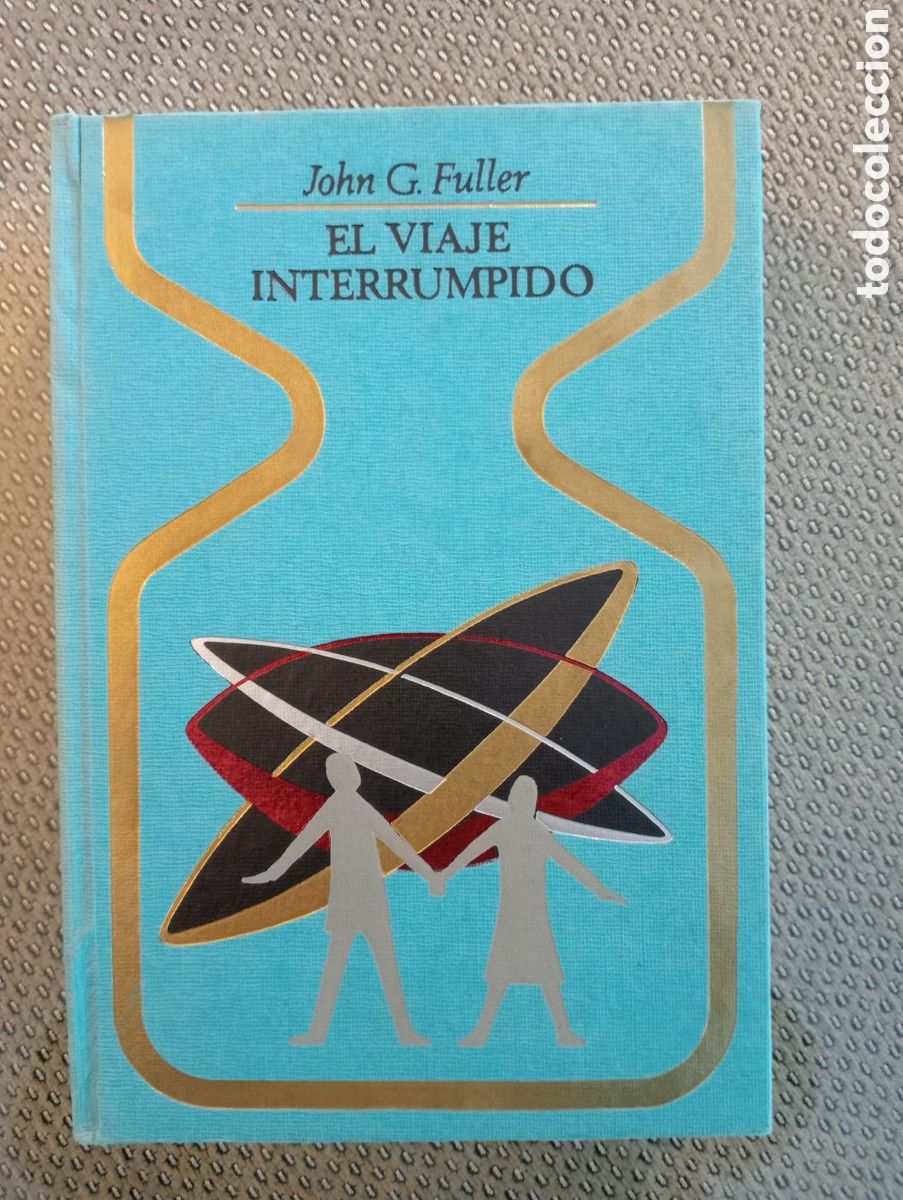 John G. Fuller
EL VIAJE
INTERRUMPIDO
todocoleccion